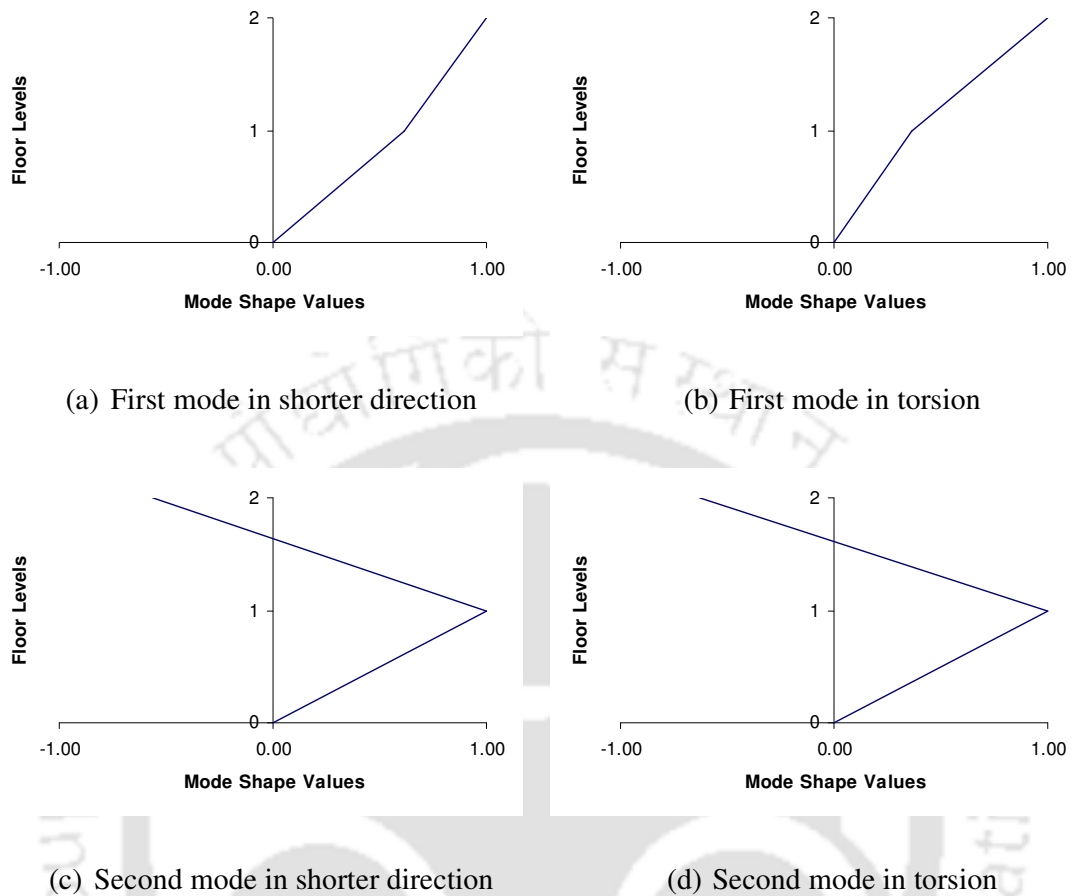 2
1
0
Floor Levels
-1.00 0.00 1.00
Mode Shape Values
(a) First mode in shorter direction
2
1
0
Floor Levels
-1.00 0.00 1.00
Mode Shape Values
(b) First mode in torsion
2
1
0
Floor Levels
-1.00 0.00 1.00
Mode Shape Values
(c) Second mode in shorter direction
2
1
0
Floor Levels
-1.00 0.00 1.00
Mode Shape Values
(d) Second mode in torsion